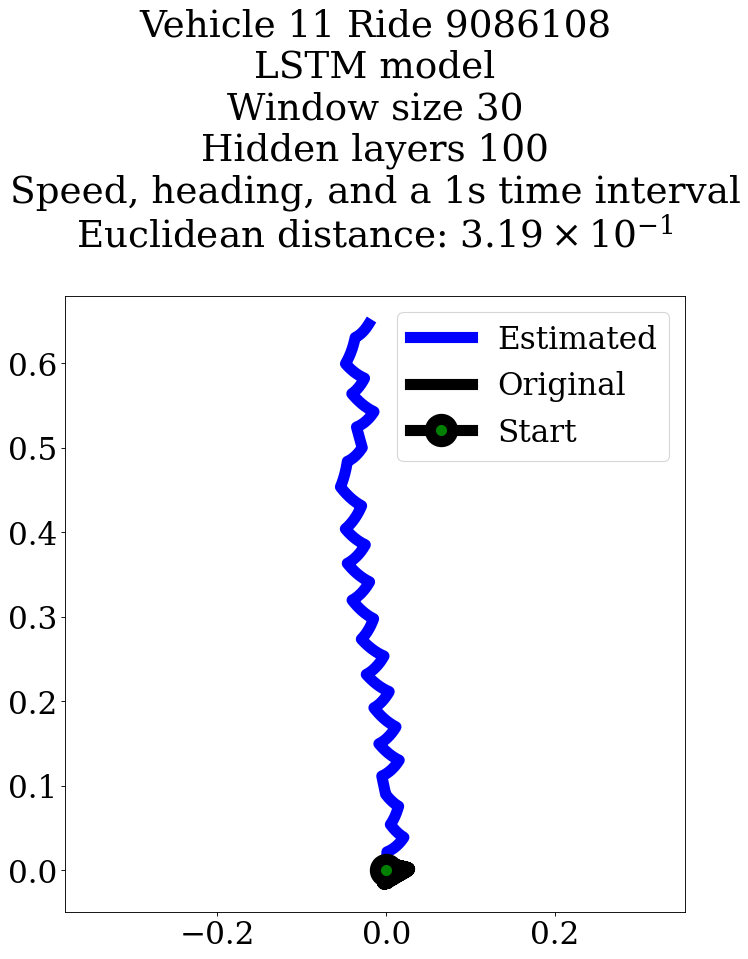 Vehicle 11 Ride 9086108
LSTM model
Window size 30
Hidden layers 100
Speed, heading, and a 1s time interval
Euclidean distance: 3.19 × 10⁻¹
Estimated
Original
Start
0.6
0.5
0.4
0.3
0.2
0.1
0.0
−0.2 0.0 0.2